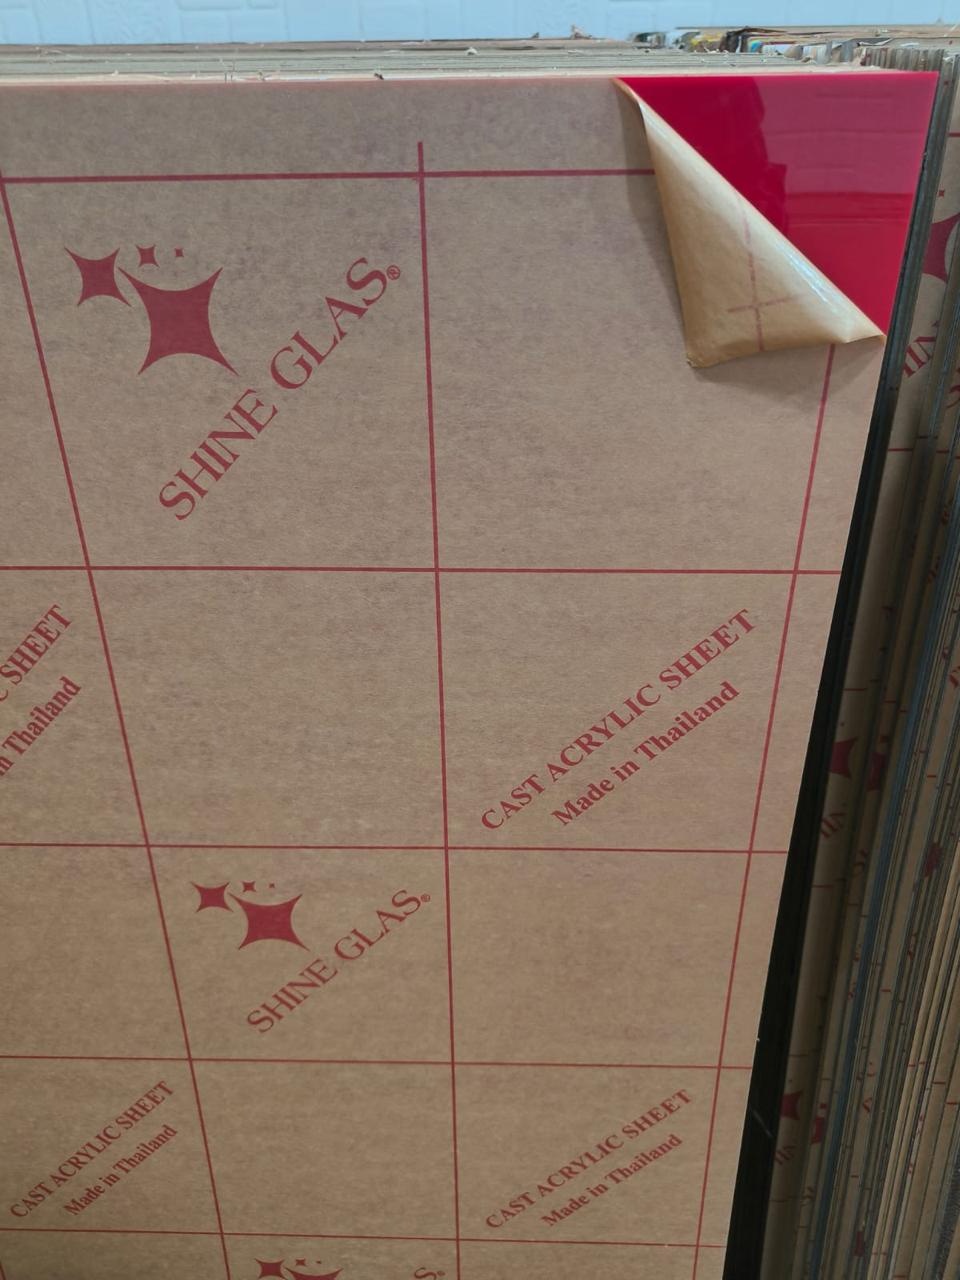 SHINE GLAS®
SHEET
in Thailand
CAST ACRYLIC SHEET
Made in Thailand
SHINE GLAS®
CAST ACRYLIC SHEET
Made in Thailand
CAST ACRYLIC SHEET
Made in Thailand